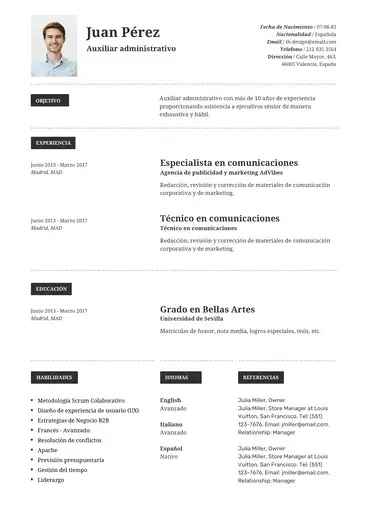 Juan Pérez
Auxiliar administrativo
Fecha de Nacimiento / 07-06-82
Nacionalidad / Española
Email / th-design@email.com
Telefono / 212 635 3564
Dirección / Calle Mayor, 463,
46005 Valencia, España
OBJETIVO
Auxiliar administrativo con más de 10 años de experiencia
proporcionando asistencia a ejecutivos sénior de manera
exhaustiva y hábil.
EXPERIENCIA
Junio 2013 - Marzo 2017
Madrid, MAD
Especialista en comunicaciones
Agencia de publicidad y marketing AdVibes
Redacción, revisión y corrección de materiales de comunicación
corporativa y de marketing.
Junio 2013 - Marzo 2017
Madrid, MAD
Técnico en comunicaciones
Técnico en comunicaciones
Redacción, revisión y corrección de materiales de comunicación
corporativa y de marketing.
EDUCACIÓN
Junio 2013 - Marzo 2017
Madrid, MAD
Grado en Bellas Artes
Universidad de Sevilla
Matrículas de honor, nota media, logros especiales, tesis, etc.
HABILIDADES
Metodología Scrum Colaborativo
Diseño de experiencia de usuario (UX)
Estrategias de Negocio B2B
Francés - Avanzado
Resolución de conflictos
Apache
Previsión presupuestaria
Gestión del tiempo
Liderazgo
IDIOMAS
English
Avanzado
Italiano
Avanzado
Español
Nativo
REFERENCIAS
Julia Miller, Owner
Julia Miller, Store Manager at Louis
Vuitton, San Francisco. Tel: (551)
123-7676. Email: jmiller@email.com.
Relationship: Manager
Julia Miller, Owner
Julia Miller, Store Manager at Louis
Vuitton, San Francisco. Tel: (551)
123-7676. Email: jmiller@email.com.
Relationship: Manager